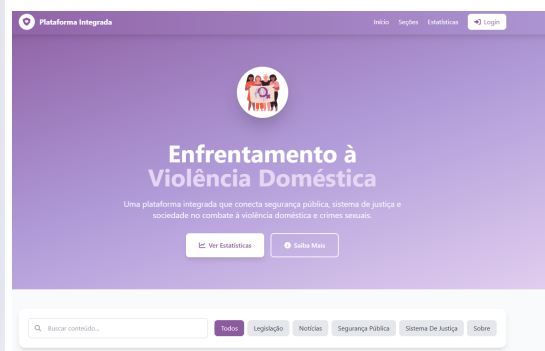 Plataforma Integrada
Início Seções Estatísticas Login
Enfrentamento à
Violência Doméstica
Uma plataforma integrada que conecta segurança pública, sistema de justiça e
sociedade no combate à violência doméstica e crimes sexuais.
Ver Estatísticas Saiba Mais
Buscar conteúdo... Todos Legislação Notícias Segurança Pública Sistema De Justiça Sobre